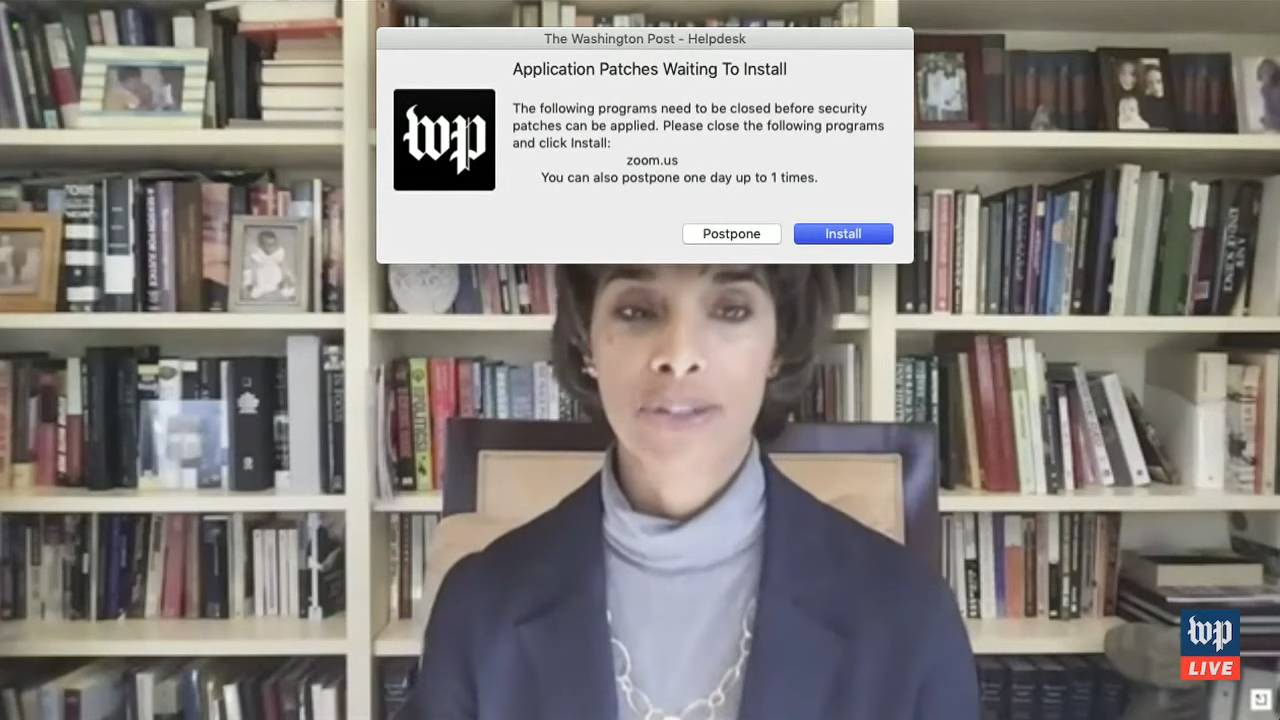 The Washington Post - Helpdesk
Application Patches Waiting To Install
wp
The following programs need to be closed before security
patches can be applied. Please close the following programs
and click Install:
zoom.us
You can also postpone one day up to 1 times.
Postpone
Install
wp
LIVE